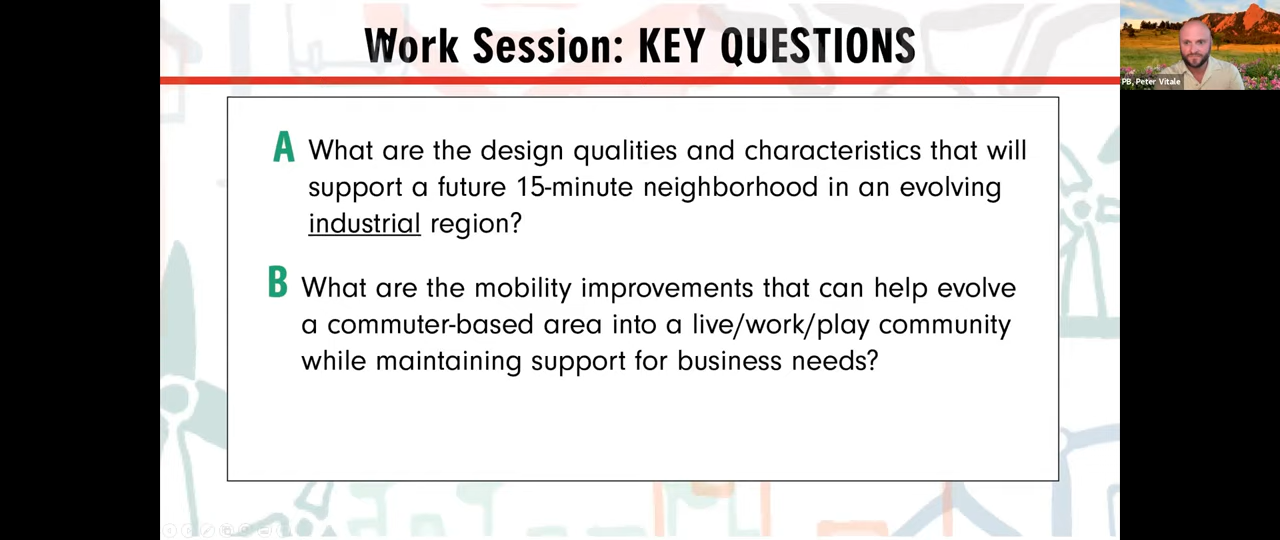 Work Session: KEY QUESTIONS
A What are the design qualities and characteristics that will
support a future 15-minute neighborhood in an evolving
industrial region?
B What are the mobility improvements that can help evolve
a commuter-based area into a live/work/play community
while maintaining support for business needs?
TPB, Peter Vitale